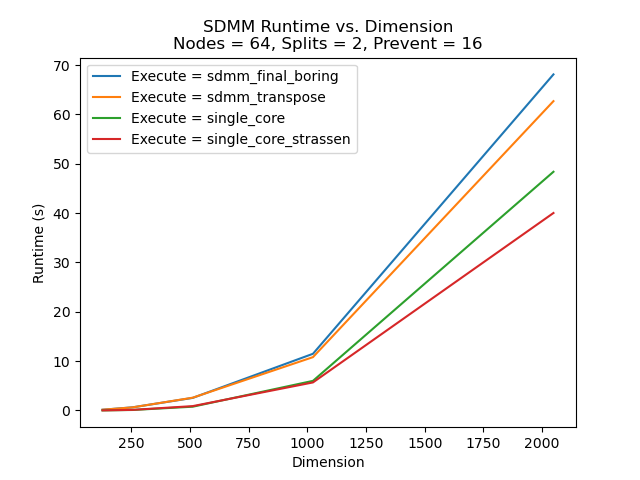 SDMM Runtime vs. Dimension
Nodes = 64, Splits = 2, Prevent = 16
Execute = sdmm_final_boring
Execute = sdmm_transpose
Execute = single_core
Execute = single_core_strassen
Runtime (s)
70
60
50
40
30
20
10
0
250 500 750 1000 1250 1500 1750 2000
Dimension